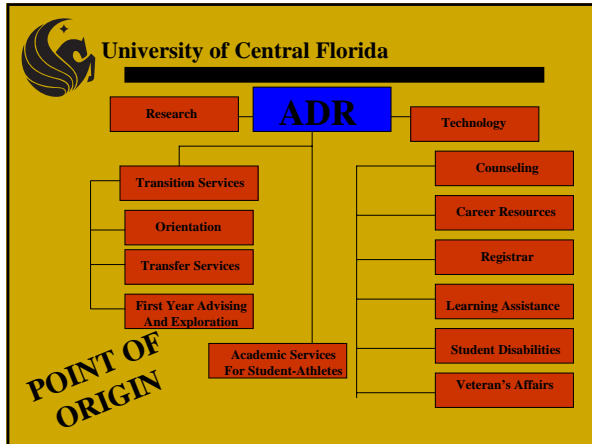 University of Central Florida
Research
ADR
Technology
Transition Services
Orientation
Transfer Services
First Year Advising
And Exploration
Academic Services
For Student-Athletes
Counseling
Career Resources
Registrar
Learning Assistance
Student Disabilities
Veteran's Affairs
POINT OF
ORIGIN